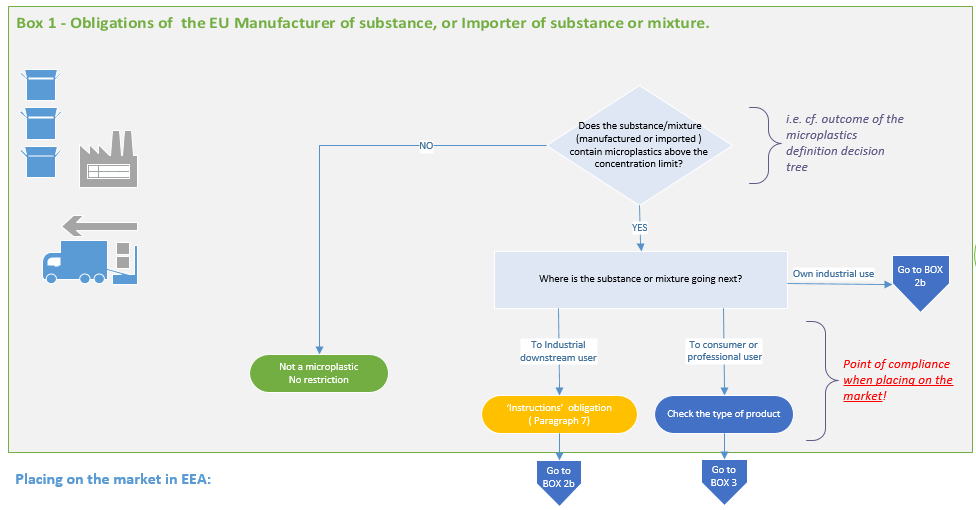 Box 1 - Obligations of the EU Manufacturer of substance, or Importer of substance or mixture.
Does the substance/mixture
(manufactured or imported )
contain microplastics above the
concentration limit?
i.e. cf. outcome of the
microplastics
definition decision
tree
NO
YES
Where is the substance or mixture going next?
Own industrial use
Go to BOX
2b
To Industrial
downstream user
To consumer or
professional user
Not a microplastic
No restriction
Point of compliance
when placing on the
market!
'Instructions' obligation
( Paragraph 7)
Check the type of product
Go to
BOX 2b
Go to
BOX 3
Placing on the market in EEA: